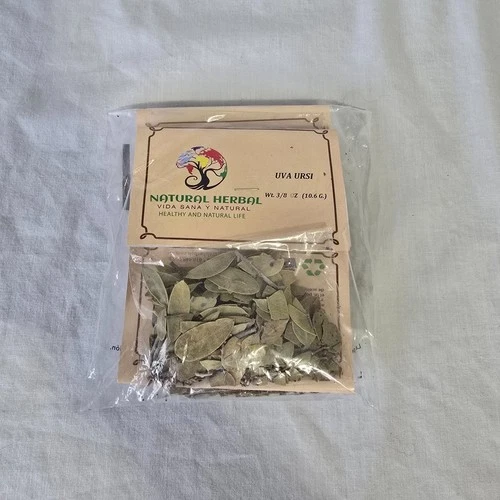 UVA URSI
Wt. 3/8 OZ (10.6 G.)
NATURAL HERBAL
VIDA SANA Y NATURAL
HEALTHY AND NATURAL LIFE